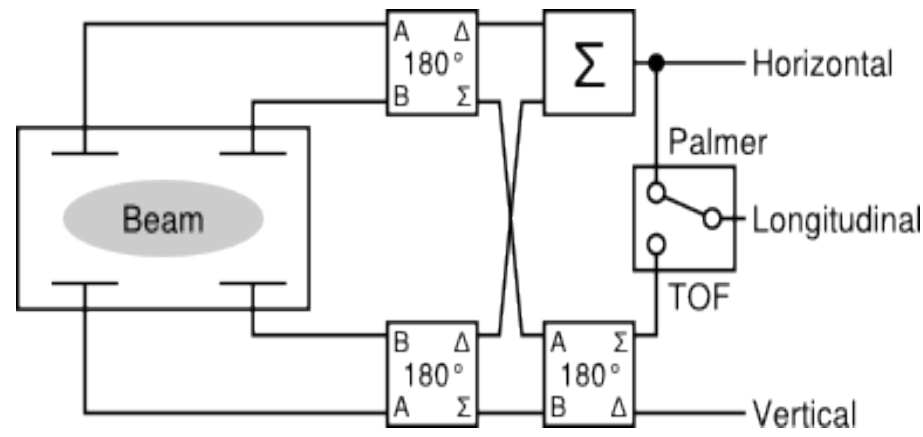 A Δ
180°
B Σ
Σ
Horizontal
Palmer
Beam
Longitudinal
TOF
B Δ
180°
A Σ
A Σ
180°
B Δ
Vertical